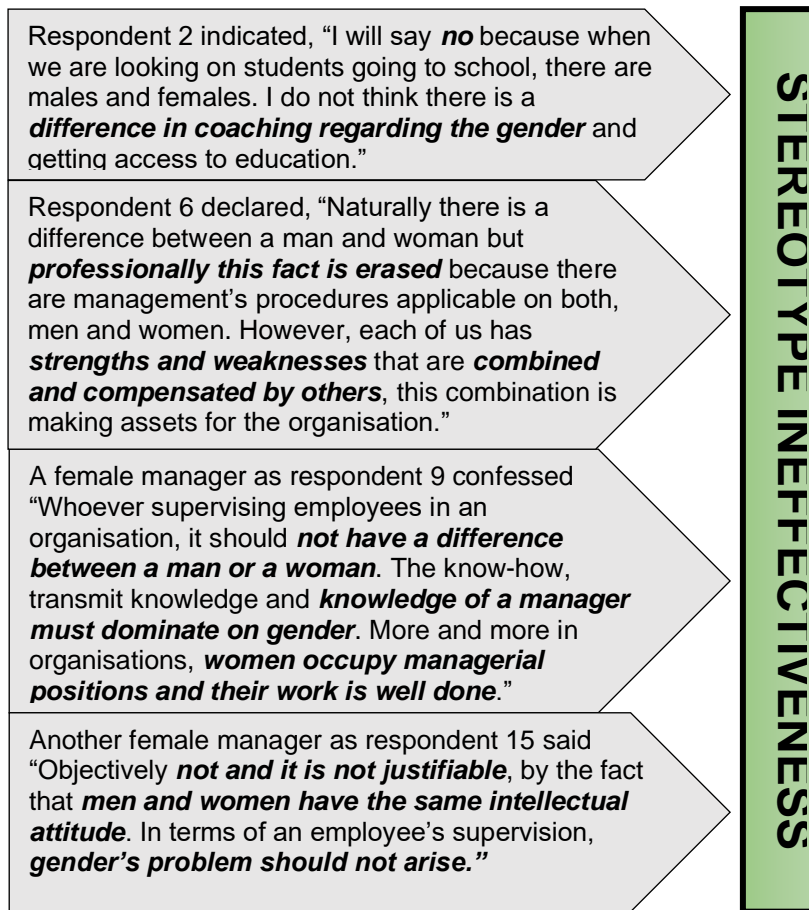 Respondent 2 indicated, “I will say no because when
we are looking on students going to school, there are
males and females. I do not think there is a
difference in coaching regarding the gender and
getting access to education.”
Respondent 6 declared, “Naturally there is a
difference between a man and woman but
professionally this fact is erased because there
are management’s procedures applicable on both,
men and women. However, each of us has
strengths and weaknesses that are combined
and compensated by others, this combination is
making assets for the organisation.”
A female manager as respondent 9 confessed
“Whoever supervising employees in an
organisation, it should not have a difference
between a man or a woman. The know-how,
transmit knowledge and knowledge of a manager
must dominate on gender. More and more in
organisations, women occupy managerial
positions and their work is well done.”
Another female manager as respondent 15 said
“Objectively not and it is not justifiable, by the fact
that men and women have the same intellectual
attitude. In terms of an employee’s supervision,
gender’s problem should not arise.”
STEREOTYPE INEFFECTIVENESS